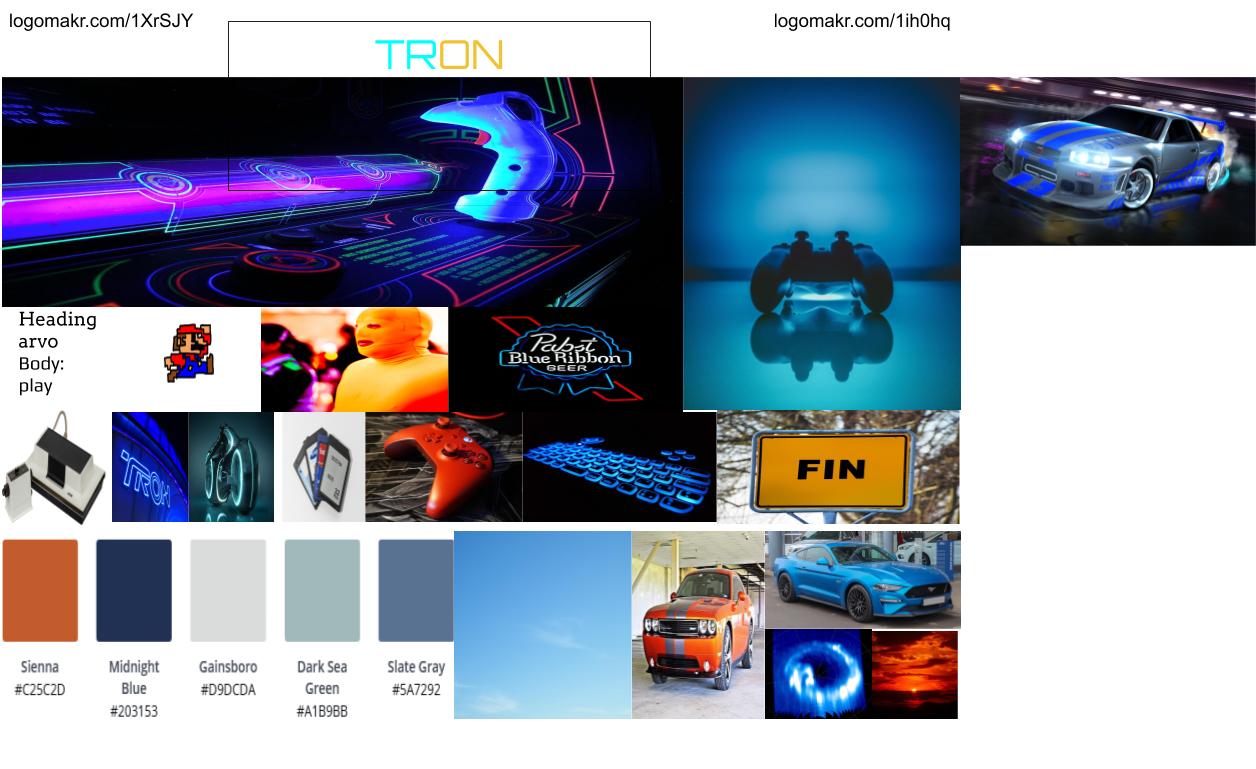 logomakr.com/1XrSJY
logomakr.com/1ih0hq
TRON
Heading
arvo
Body:
play
Pabst
Blue Ribbon
BEER
TRON
FIN
Sienna
#C25C2D
Midnight
Blue
#203153
Gainsboro
#D9DCDA
Dark Sea
Green
#A1B9BB
Slate Gray
#5A7292